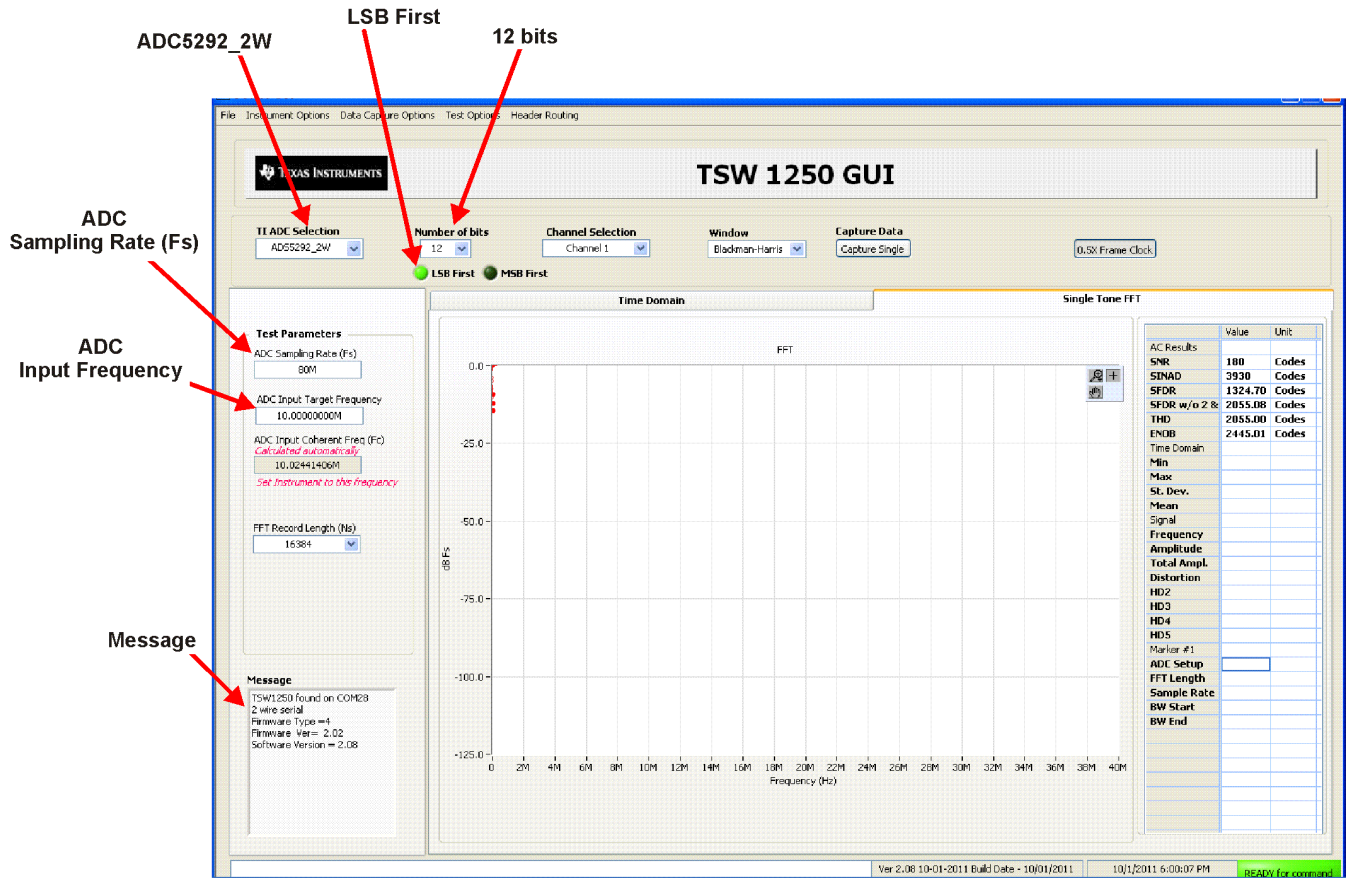 LSB First
ADC5292_2W
12 bits
File Instrument Options Data Capture Options Test Options Header Routing
TEXAS INSTRUMENTS
TSW 1250 GUI
TI ADC Selection
Number of bits
Channel Selection
Window
Capture Data
ADS5292_2W
12
Channel 1
Blackman-Harris
Capture Single
0.5X Frame Clock
LSB First
MSB First
ADC
Sampling Rate (Fs)
ADC
Input Frequency
Message
Time Domain
Single Tone FFT
Test Parameters
ADC Sampling Rate (Fs)
80M
ADC Input Target Frequency
10.00000000M
ADC Input Coherent Freq (Fc)
Calculated automatically
10.02441406M
Set Instrument to this frequency
FFT Record Length (Ns)
16384
Message
TSW1250 found on COM28
2 wire serial
Firmware Type =4
Firmware Ver= 2.02
Software Version = 2.08
FFT
dB Fs
0.0
-25.0
-50.0
-75.0
-100.0
-125.0
0 2M 4M 6M 8M 10M 12M 14M 16M 18M 20M 22M 24M 26M 28M 30M 32M 34M 36M 38M 40M
Frequency (Hz)
Value Unit
AC Results
SNR 180 Codes
SINAD 3930 Codes
SFDR 1324.70 Codes
SFDR w/o 2 & 2055.08 Codes
THD 2055.00 Codes
ENOB 2445.01 Codes
Time Domain
Min
Max
St. Dev.
Mean
Signal
Frequency
Amplitude
Total Ampl.
Distortion
HD2
HD3
HD4
HD5
Marker #1
ADC Setup
FFT Length
Sample Rate
BW Start
BW End
Ver 2.08 10-01-2011 Build Date - 10/01/2011
10/1/2011 6:00:07 PM
READY for command